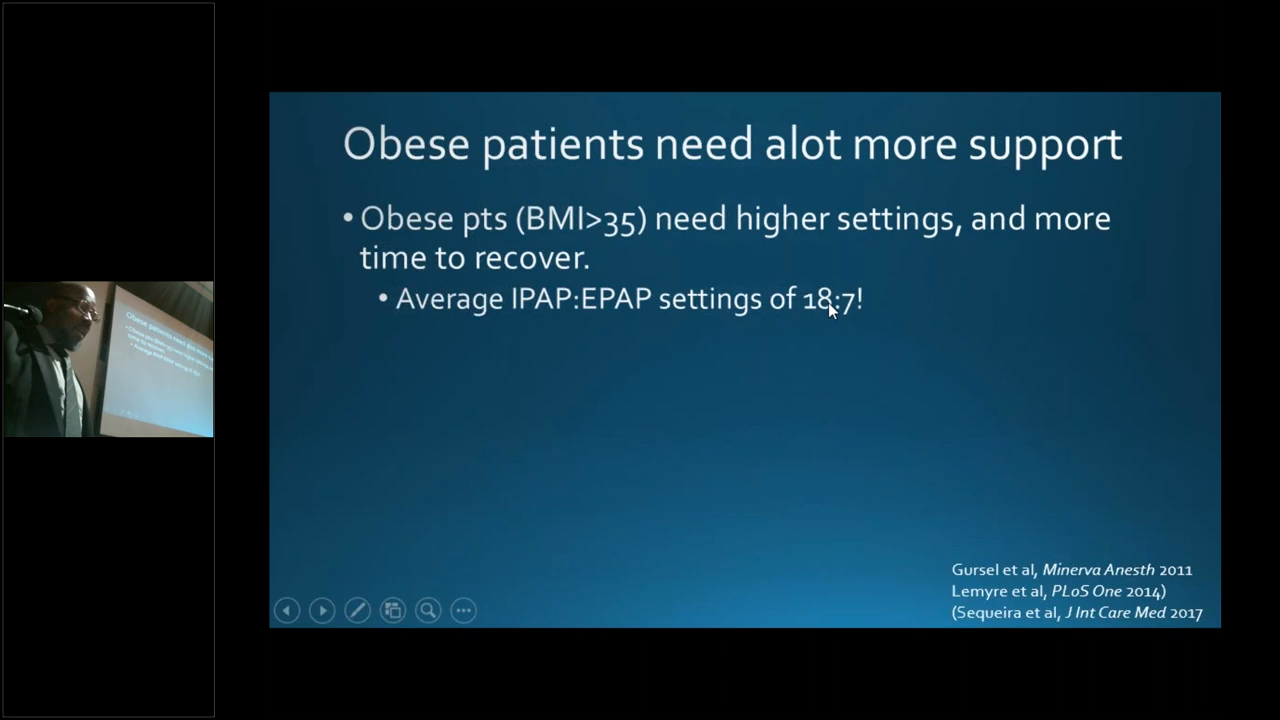 Obese patients need alot more support
• Obese pts (BMI>35) need higher settings, and more
time to recover.
• Average IPAP:EPAP settings of 18:7!
Gursel et al, Minerva Anesth 2011
Lemyre et al, PLoS One 2014)
(Sequeira et al, J Int Care Med 2017